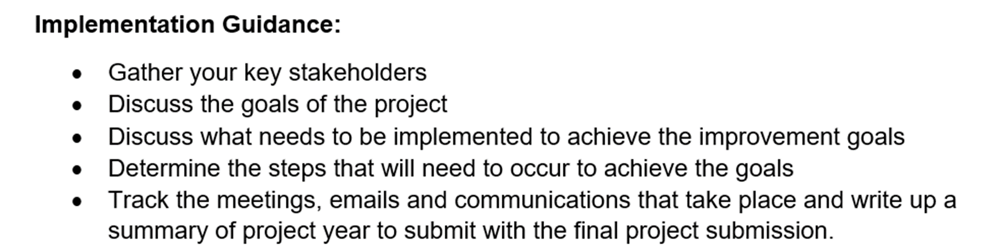 Implementation Guidance:
• Gather your key stakeholders
• Discuss the goals of the project
• Discuss what needs to be implemented to achieve the improvement goals
• Determine the steps that will need to occur to achieve the goals
• Track the meetings, emails and communications that take place and write up a
summary of project year to submit with the final project submission.